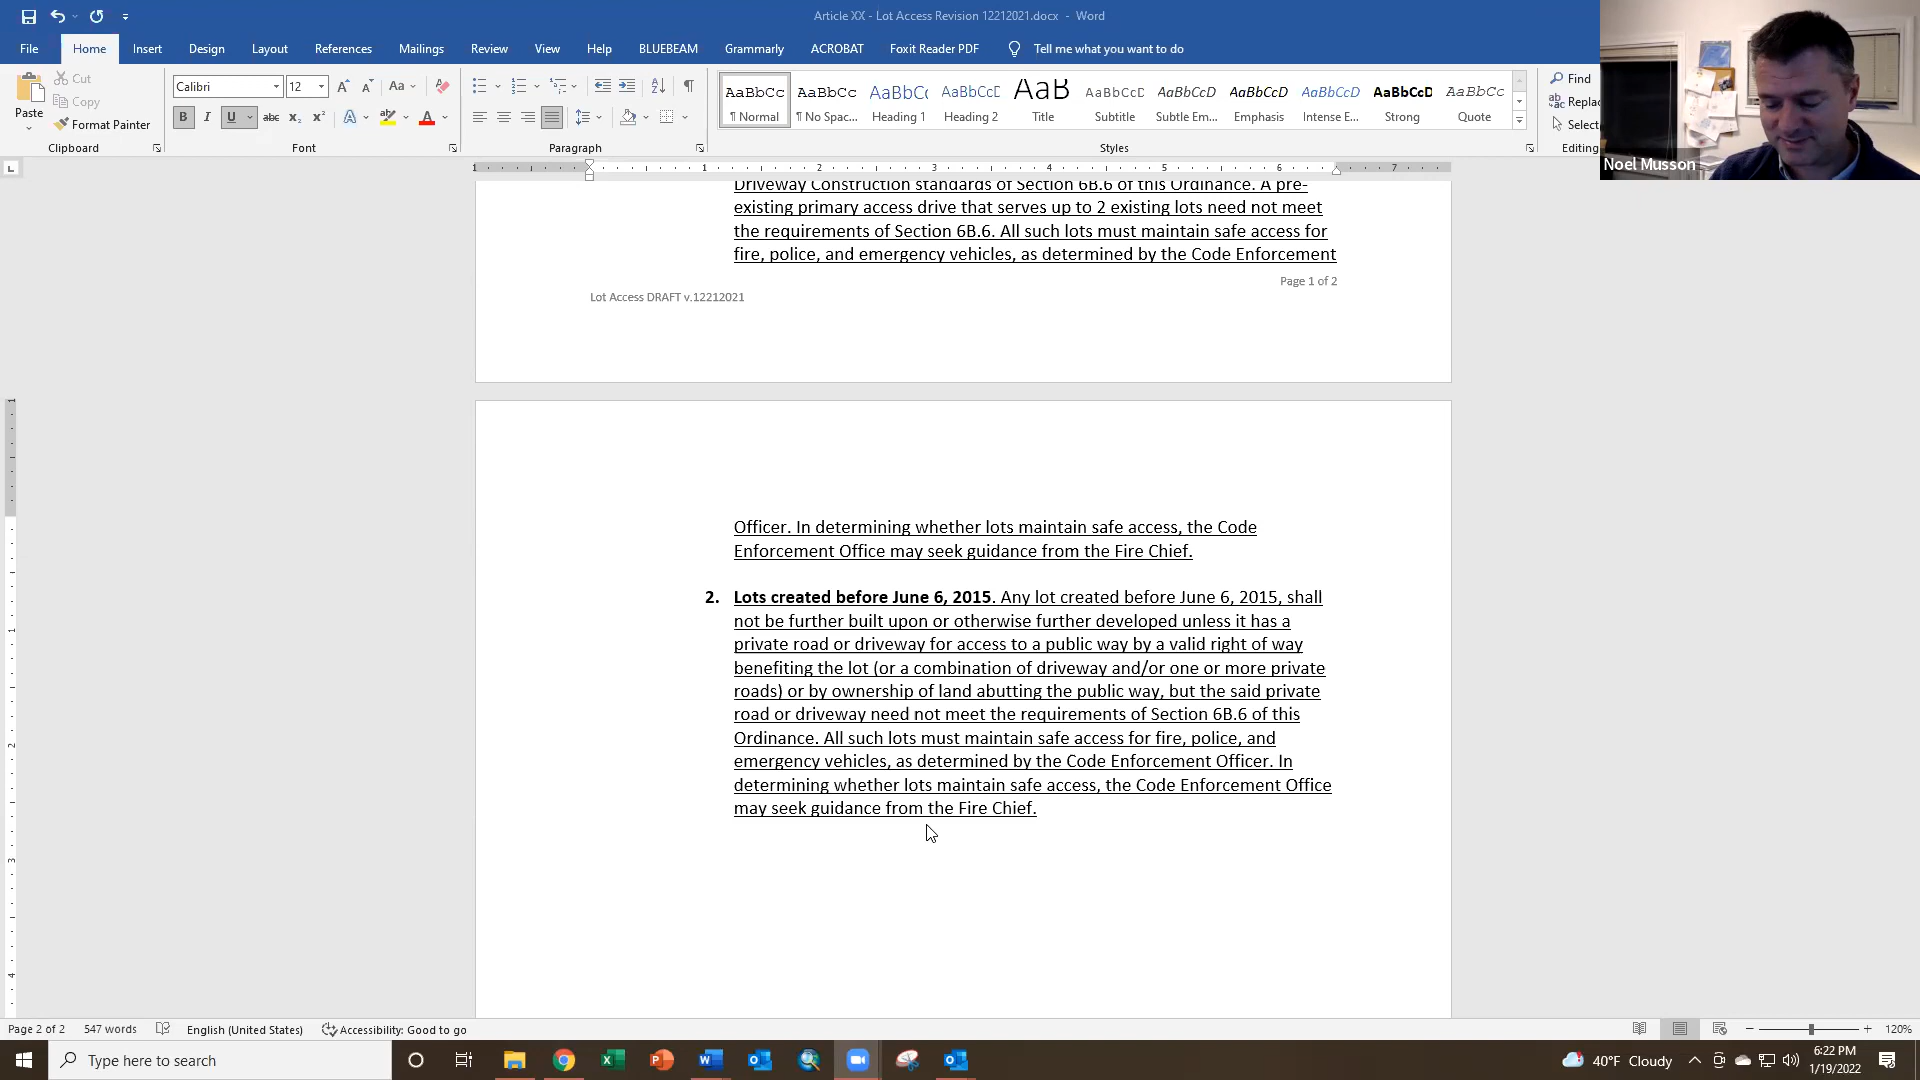 Article XX - Lot Access Revision 12212021.docx - Word
File Home Insert Design Layout References Mailings Review View Help BLUEBEAM Grammarly ACROBAT Foxit Reader PDF Tell me what you want to do
Paste
Cut
Copy
Format Painter
Clipboard
Calibri 12
Font
Paragraph
AaBbCc AaBbCc AaBbC AaBbCcD AaB AaBbCcD AaBbCcD AaBbCcD AaBbCcD AaBbCcD AaBbCc
¶ Normal ¶ No Spac... Heading 1 Heading 2 Title Subtitle Subtle Em... Emphasis Intense E... Strong Quote
Styles
Find
Replac
Select
Editing
Noel Musson
Driveway Construction standards of Section 6B.6 of this Ordinance. A pre-
existing primary access drive that serves up to 2 existing lots need not meet
the requirements of Section 6B.6. All such lots must maintain safe access for
fire, police, and emergency vehicles, as determined by the Code Enforcement
Page 1 of 2
Lot Access DRAFT v.12212021
Officer. In determining whether lots maintain safe access, the Code
Enforcement Office may seek guidance from the Fire Chief.
2. Lots created before June 6, 2015. Any lot created before June 6, 2015, shall
not be further built upon or otherwise further developed unless it has a
private road or driveway for access to a public way by a valid right of way
benefiting the lot (or a combination of driveway and/or one or more private
roads) or by ownership of land abutting the public way, but the said private
road or driveway need not meet the requirements of Section 6B.6 of this
Ordinance. All such lots must maintain safe access for fire, police, and
emergency vehicles, as determined by the Code Enforcement Officer. In
determining whether lots maintain safe access, the Code Enforcement Office
may seek guidance from the Fire Chief.
Page 2 of 2 547 words English (United States) Accessibility: Good to go 120%
Type here to search
40°F Cloudy
6:22 PM
1/19/2022